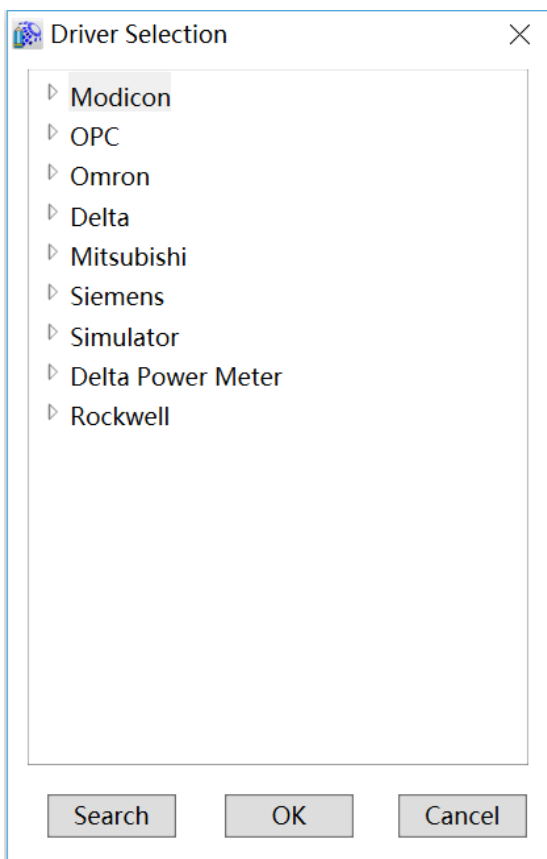 Driver Selection
Modicon
OPC
Omron
Delta
Mitsubishi
Siemens
Simulator
Delta Power Meter
Rockwell
Search OK Cancel